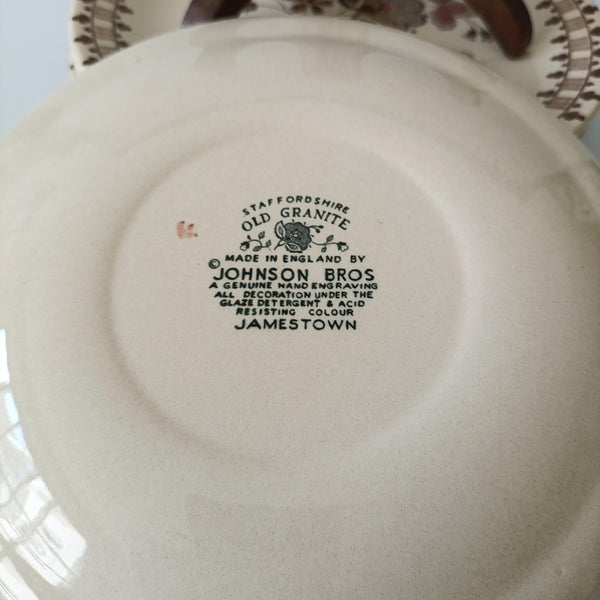 STAFFORDSHIRE
OLD GRANITE
MADE IN ENGLAND BY
© JOHNSON BROS
A GENUINE HAND ENGRAVING
ALL DECORATION UNDER THE
GLAZE DETERGENT & ACID
RESISTING COLOUR
JAMESTOWN